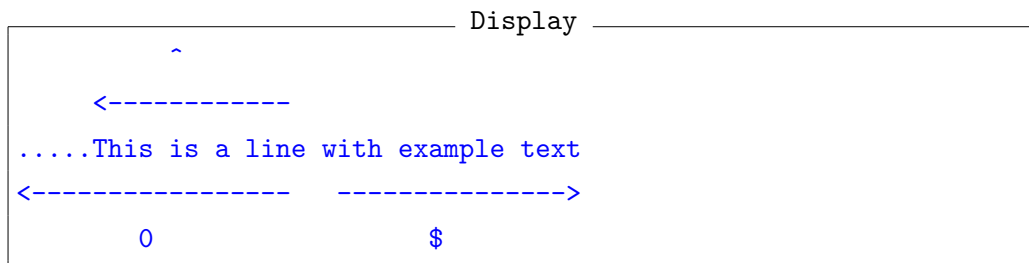 Display
^
<------------
.....This is a line with example text
<----------------- --------------->
0 $